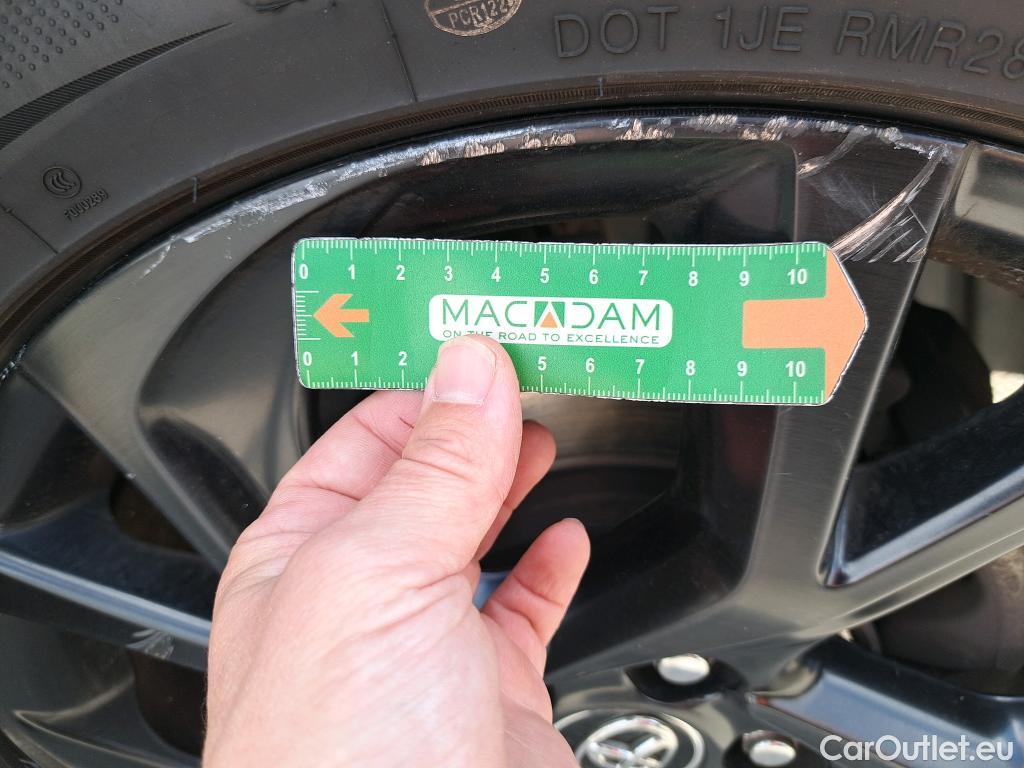 PCR122
DOT 1JE RMR28
F000289
0 1 2 3 4 5 6 7 8 9 10
MACADAM
ON THE ROAD TO EXCELLENCE
0 1 2 5 6 7 8 9 10
CarOutlet.eu